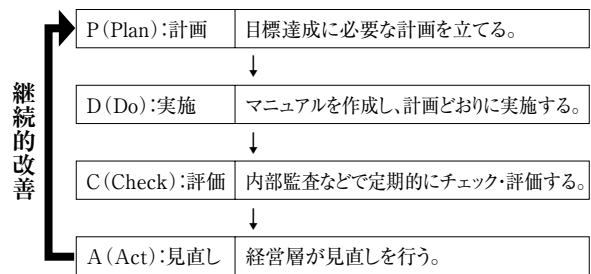 P(Plan):計画 目標達成に必要な計画を立てる。
↓
D(Do):実施 マニュアルを作成し、計画どおりに実施する。
↓
C(Check):評価 内部監査などで定期的にチェック・評価する。
↓
A(Act):見直し 経営層が見直しを行う。
継続的改善